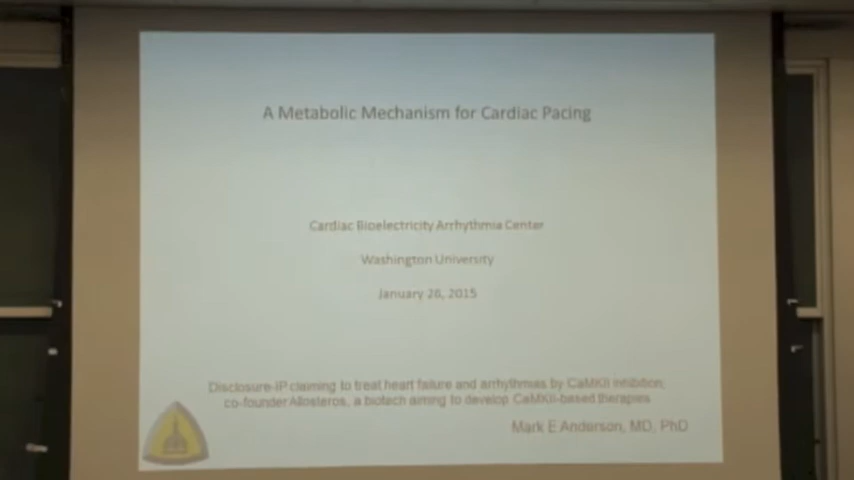 A Metabolic Mechanism for Cardiac Pacing
Cardiac Bioelectricity Arrhythmia Center
Washington University
January 26, 2015
Disclosure-IP claiming to treat heart failure and arrhythmias by CaMKII inhibition;
co-founder Allosteros, a biotech aiming to develop CaMKII-based therapies
Mark E Anderson, MD, PhD